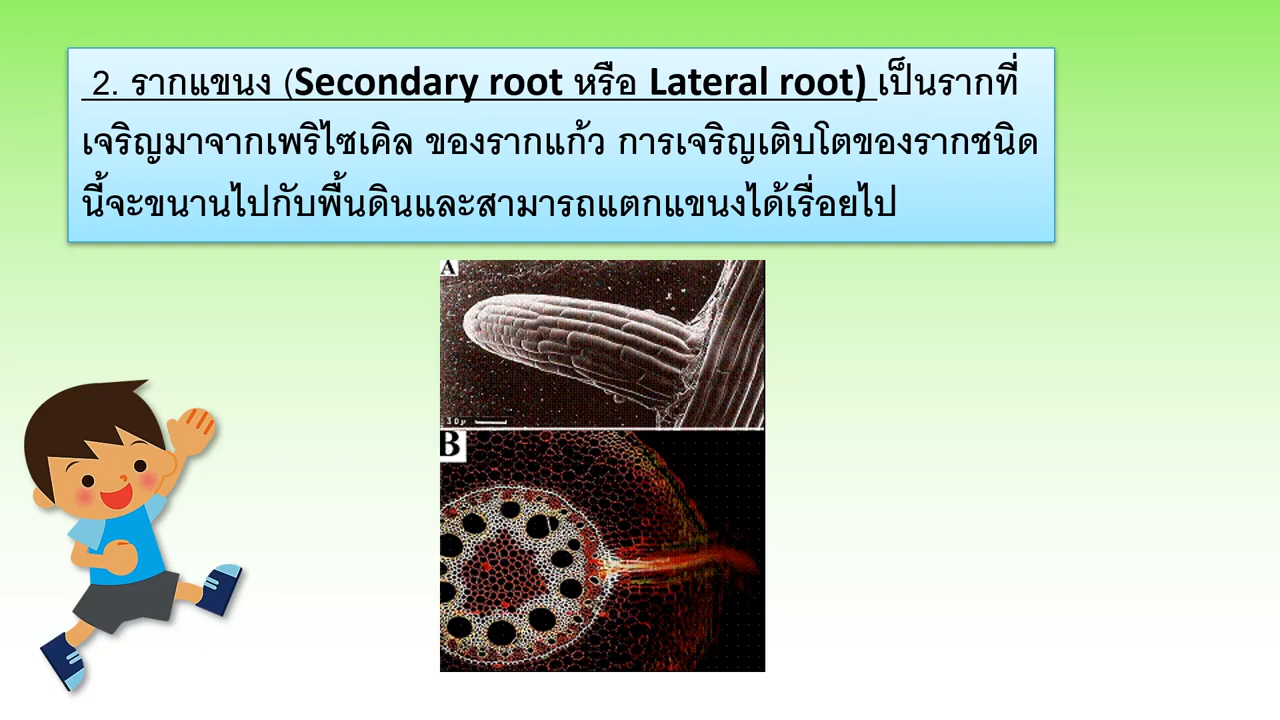 2. รากแขนง (Secondary root หรือ Lateral root) เป็นรากที่
เจริญมาจากเพริไซเคิล ของรากแก้ว การเจริญเติบโตของรากชนิด
นี้จะขนานไปกับพื้นดินและสามารถแตกแขนงได้เรื่อยไป
A
10µ
B